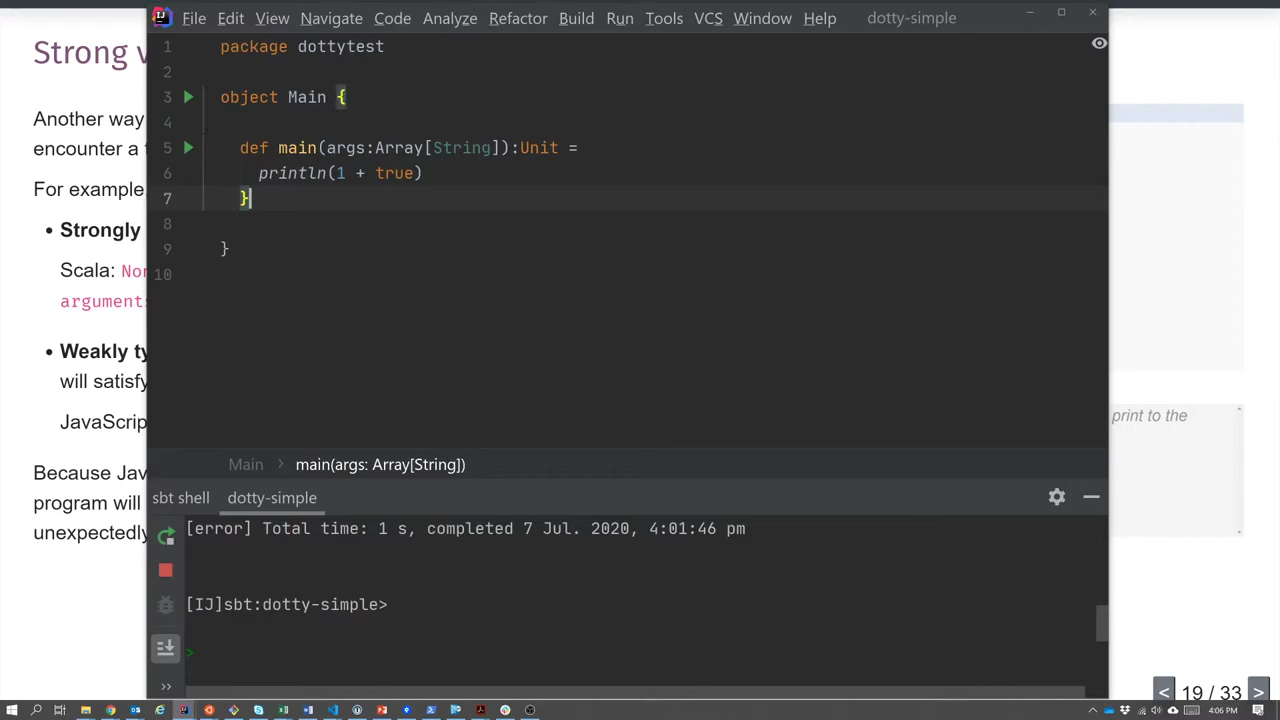 File Edit View Navigate Code Analyze Refactor Build Run Tools VCS Window Help dotty-simple
Strong
1 package dottytest
2
3 object Main {
4
5 def main(args:Array[String]):Unit =
6 println(1 + true)
7 }
8
9 }
10
Another way
encounter a
For example
• Strongly
Scala:
argument
• Weakly
will satisfy
Because
program will
unexpectedly
print to the
Main > main(args: Array[String])
sbt shell dotty-simple
[error] Total time: 1 s, completed 7 Jul. 2020, 4:01:46 pm
[IJ]sbt:dotty-simple>
>
>>
< 19 / 33 >
4:06 PM